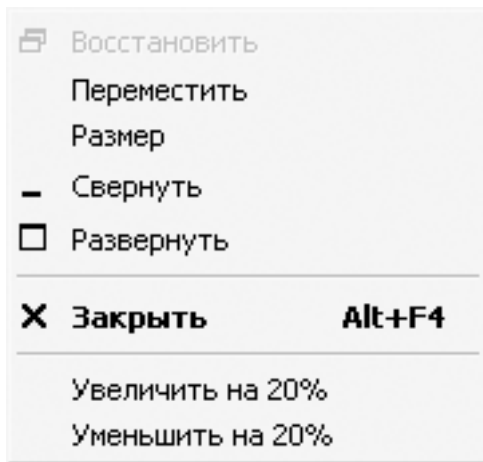 Восстановить
Переместить
Размер
Свернуть
Развернуть
Закрыть Alt+F4
Увеличить на 20%
Уменьшить на 20%